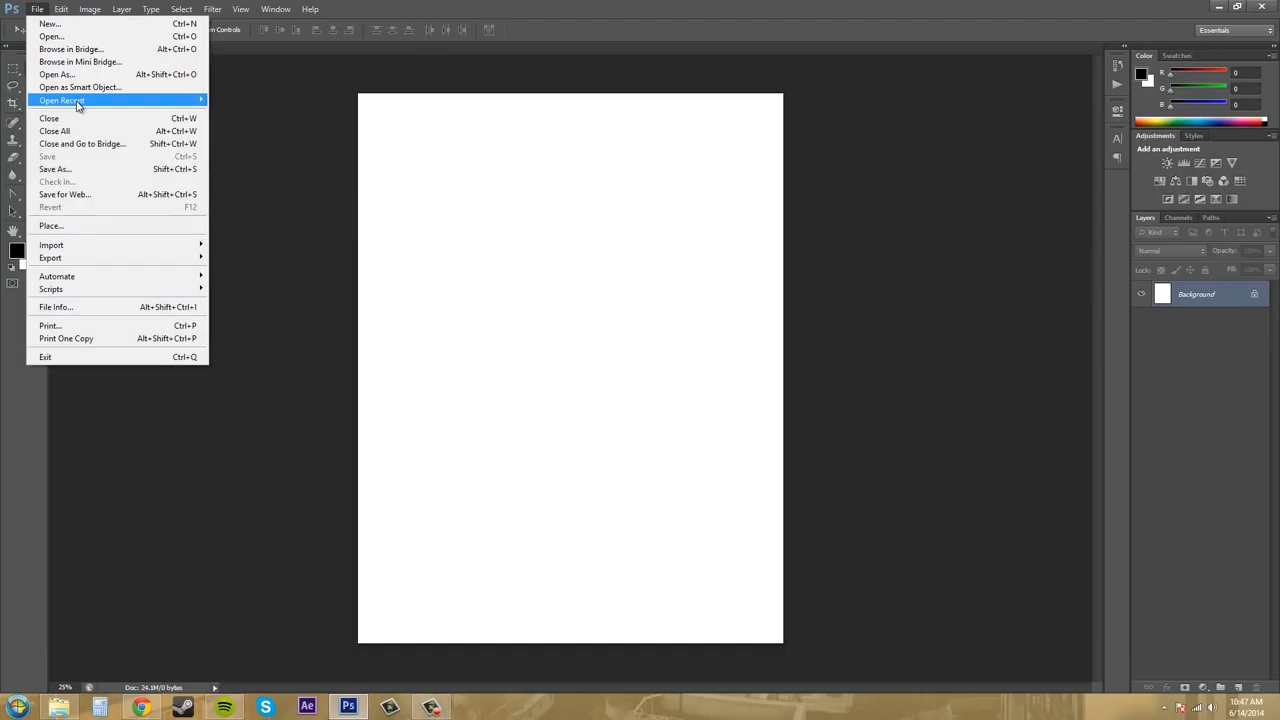 Ps File Edit Image Layer Type Select Filter View Window Help
Controls
Essentials
New... Ctrl+N
Open... Ctrl+O
Browse in Bridge... Alt+Ctrl+O
Browse in Mini Bridge...
Open As... Alt+Shift+Ctrl+O
Open as Smart Object...
Open Recent
Close Ctrl+W
Close All Alt+Ctrl+W
Close and Go to Bridge... Shift+Ctrl+W
Save Ctrl+S
Save As... Shift+Ctrl+S
Check In...
Save for Web... Alt+Shift+Ctrl+S
Revert F12
Place...
Import
Export
Automate
Scripts
File Info... Alt+Shift+Ctrl+I
Print... Ctrl+P
Print One Copy Alt+Shift+Ctrl+P
Exit Ctrl+Q
Color Swatches
R 0
G 0
B 0
Adjustments Styles
Add an adjustment
Layers Channels Paths
Kind
Normal Opacity: 100%
Lock: Fill: 100%
Background
25% Doc: 24.1M/0 bytes
Ae Ps
10:47 AM
6/14/2014